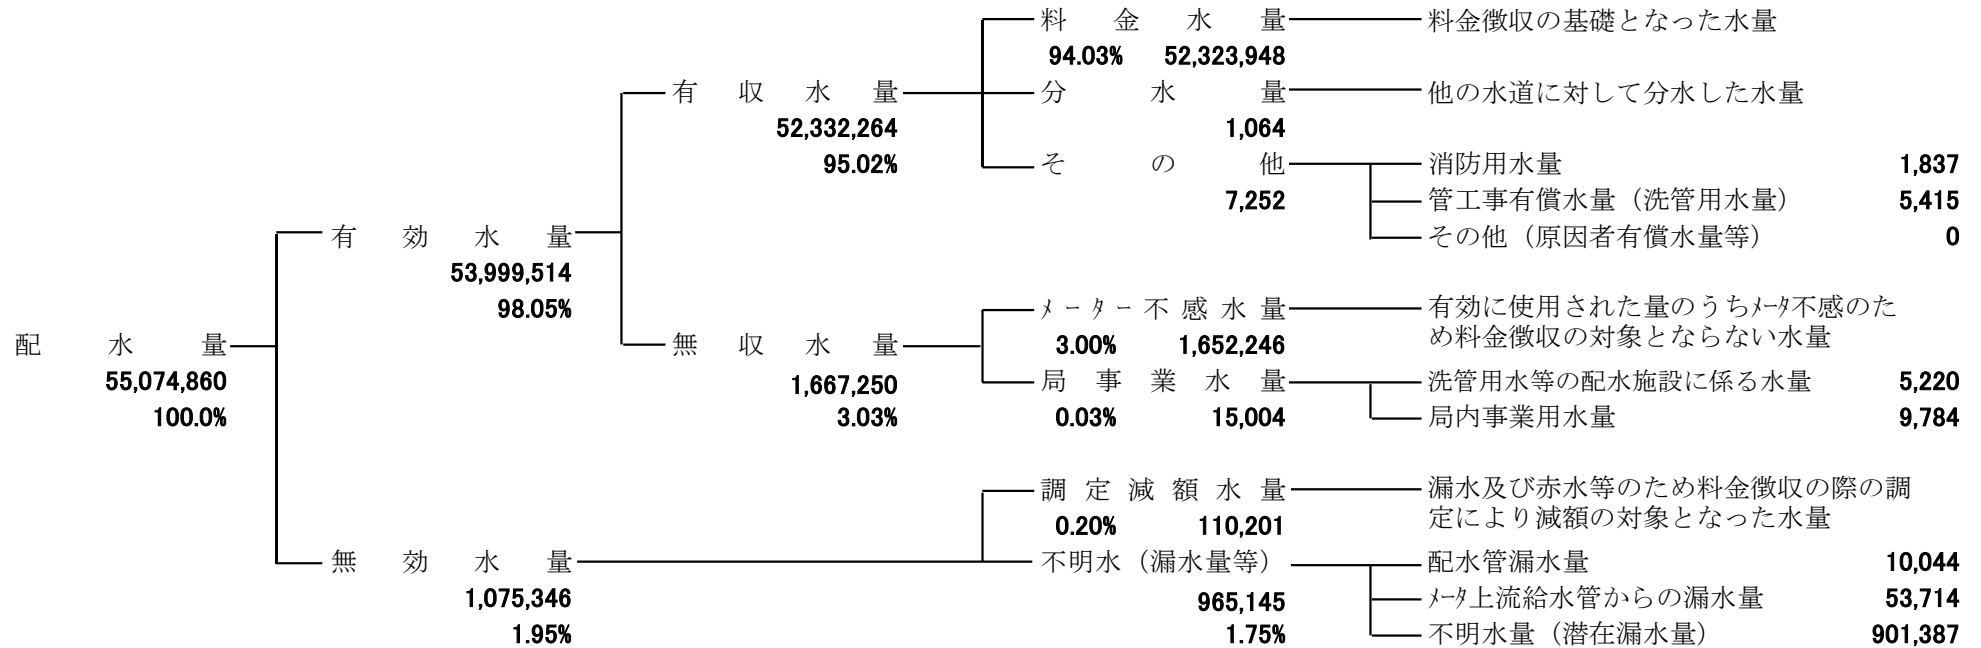 料金水量 料金徴収の基礎となった水量
94.03% 52,323,948
有収水量 分水量 他の水道に対して分水した水量
52,332,264 1,064
95.02% その他 消防用水量 1,837
7,252 管工事有償水量（洗管用水量） 5,415
有効水量 その他（原因者有償水量等） 0
53,999,514
98.05% メーター不感水量 有効に使用された量のうちﾒｰﾀ不感のた
め料金徴収の対象とならない水量
配水量 無収水量 3.00% 1,652,246
55,074,860 1,667,250 局事業水量 洗管用水等の配水施設に係る水量 5,220
100.0% 3.03% 0.03% 15,004 局内事業用水量 9,784
調定減額水量 漏水及び赤水等のため料金徴収の際の調
0.20% 110,201 定により減額の対象となった水量
無効水量 不明水（漏水量等） 配水管漏水量 10,044
1,075,346 965,145 ﾒｰﾀ上流給水管からの漏水量 53,714
1.95% 1.75% 不明水量（潜在漏水量） 901,387